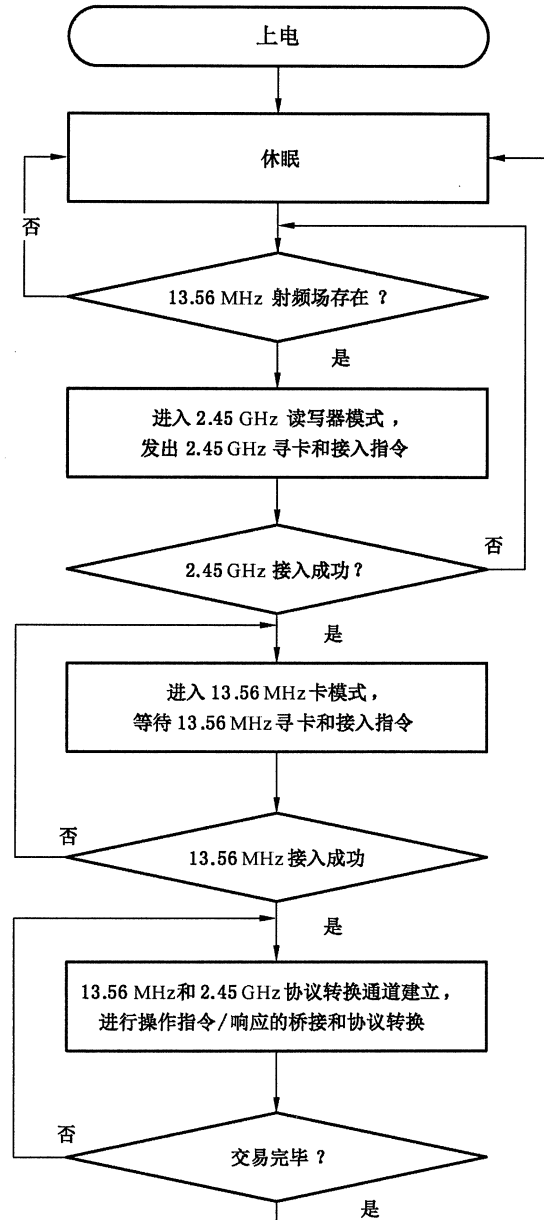 上电
休眠
否
13.56 MHz 射频场存在？
是
进入 2.45 GHz 读写器模式，
发出 2.45 GHz 寻卡和接入指令
否
2.45 GHz 接入成功？
是
进入 13.56 MHz 卡模式，
等待 13.56 MHz 寻卡和接入指令
否
13.56 MHz 接入成功
是
13.56 MHz和 2.45 GHz 协议转换通道建立，
进行操作指令/响应的桥接和协议转换
否
交易完毕？
是